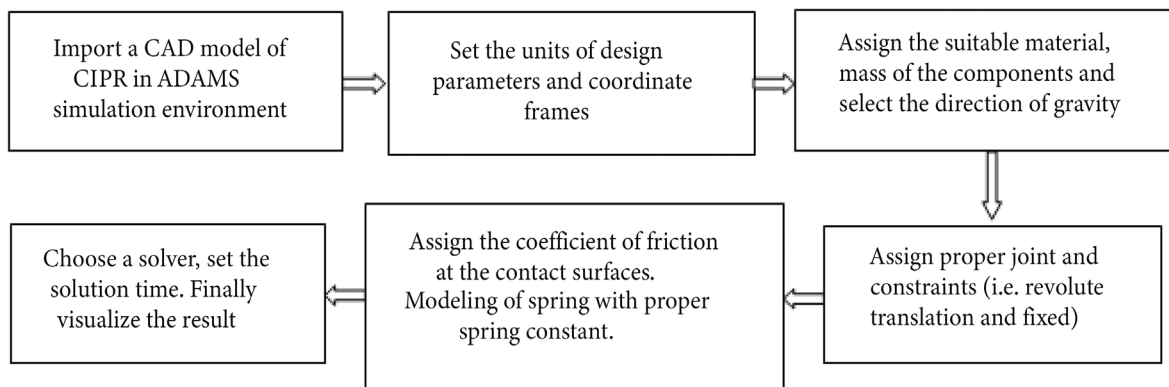 Import a CAD model of
CIPR in ADAMS
simulation environment
Set the units of design
parameters and coordinate
frames
Assign the suitable material,
mass of the components and
select the direction of gravity
Assign proper joint and
constraints (i.e. revolute
translation and fixed)
Assign the coefficient of friction
at the contact surfaces.
Modeling of spring with proper
spring constant.
Choose a solver, set the
solution time. Finally
visualize the result